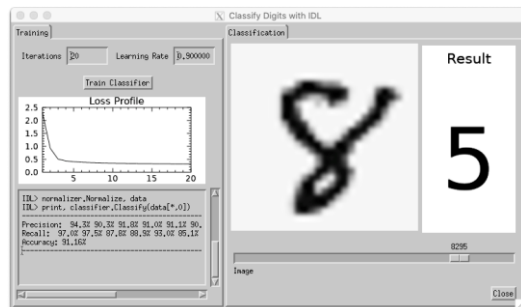 Classify Digits with IDL
Training
Iterations 20 Learning Rate 0.900000
Train Classifier
Loss Profile
2.5
2.0
1.5
1.0
0.5
0.0
5 10 15 20
IDL> normalizer.Normalize, data
IDL> print, classifier.Classify(data[*,0])
Precision: 94.3% 90.3% 91.8% 91.0% 91.1% 90.
Recall: 97.0% 97.5% 87.8% 88.9% 93.0% 85.1%
Accuracy: 91.16%
Classification
8
Result
5
8295
Image
Close